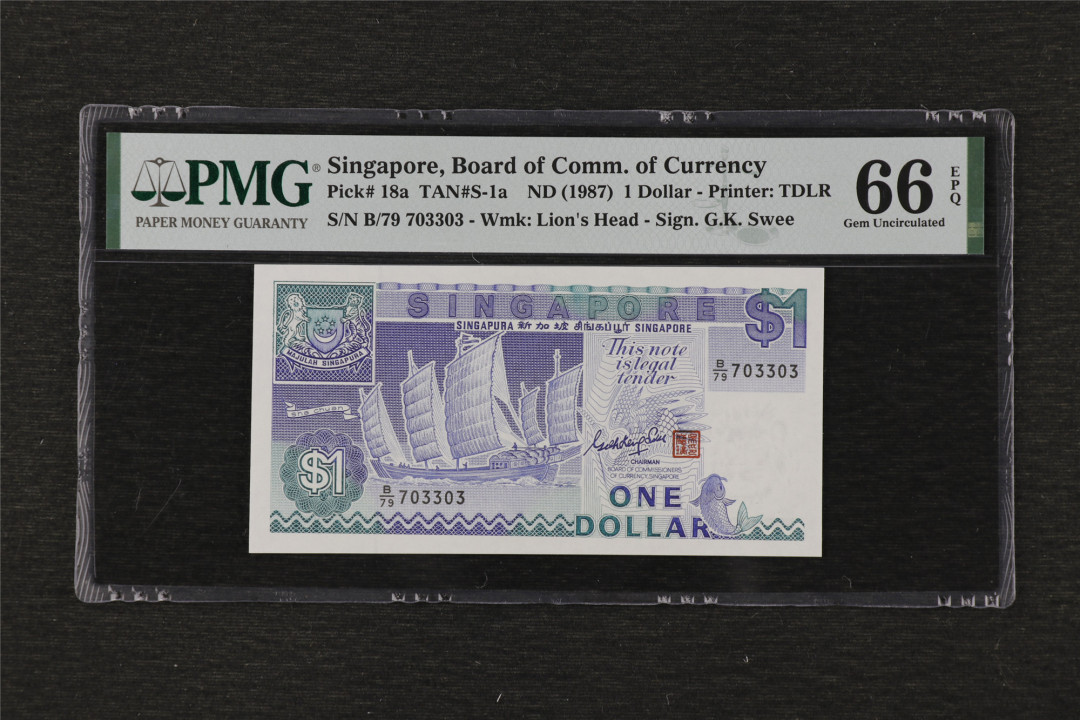 PMG®
PAPER MONEY GUARANTY
Singapore, Board of Comm. of Currency
Pick# 18a TAN#S-1a ND (1987) 1 Dollar - Printer: TDLR
S/N B/79 703303 - Wmk: Lion's Head - Sign. G.K. Swee
66 EPQ
Gem Uncirculated
SINGAPORE
$1
SINGAPURA 新加坡 சிங்கப்பூர் SINGAPORE
MAJULAH SINGAPURA
This note
is legal
tender
B/79 703303
sha chuan
CHAIRMAN
BOARD OF COMMISSIONERS
OF CURRENCY, SINGAPORE
$1
B/79 703303
ONE
DOLLAR